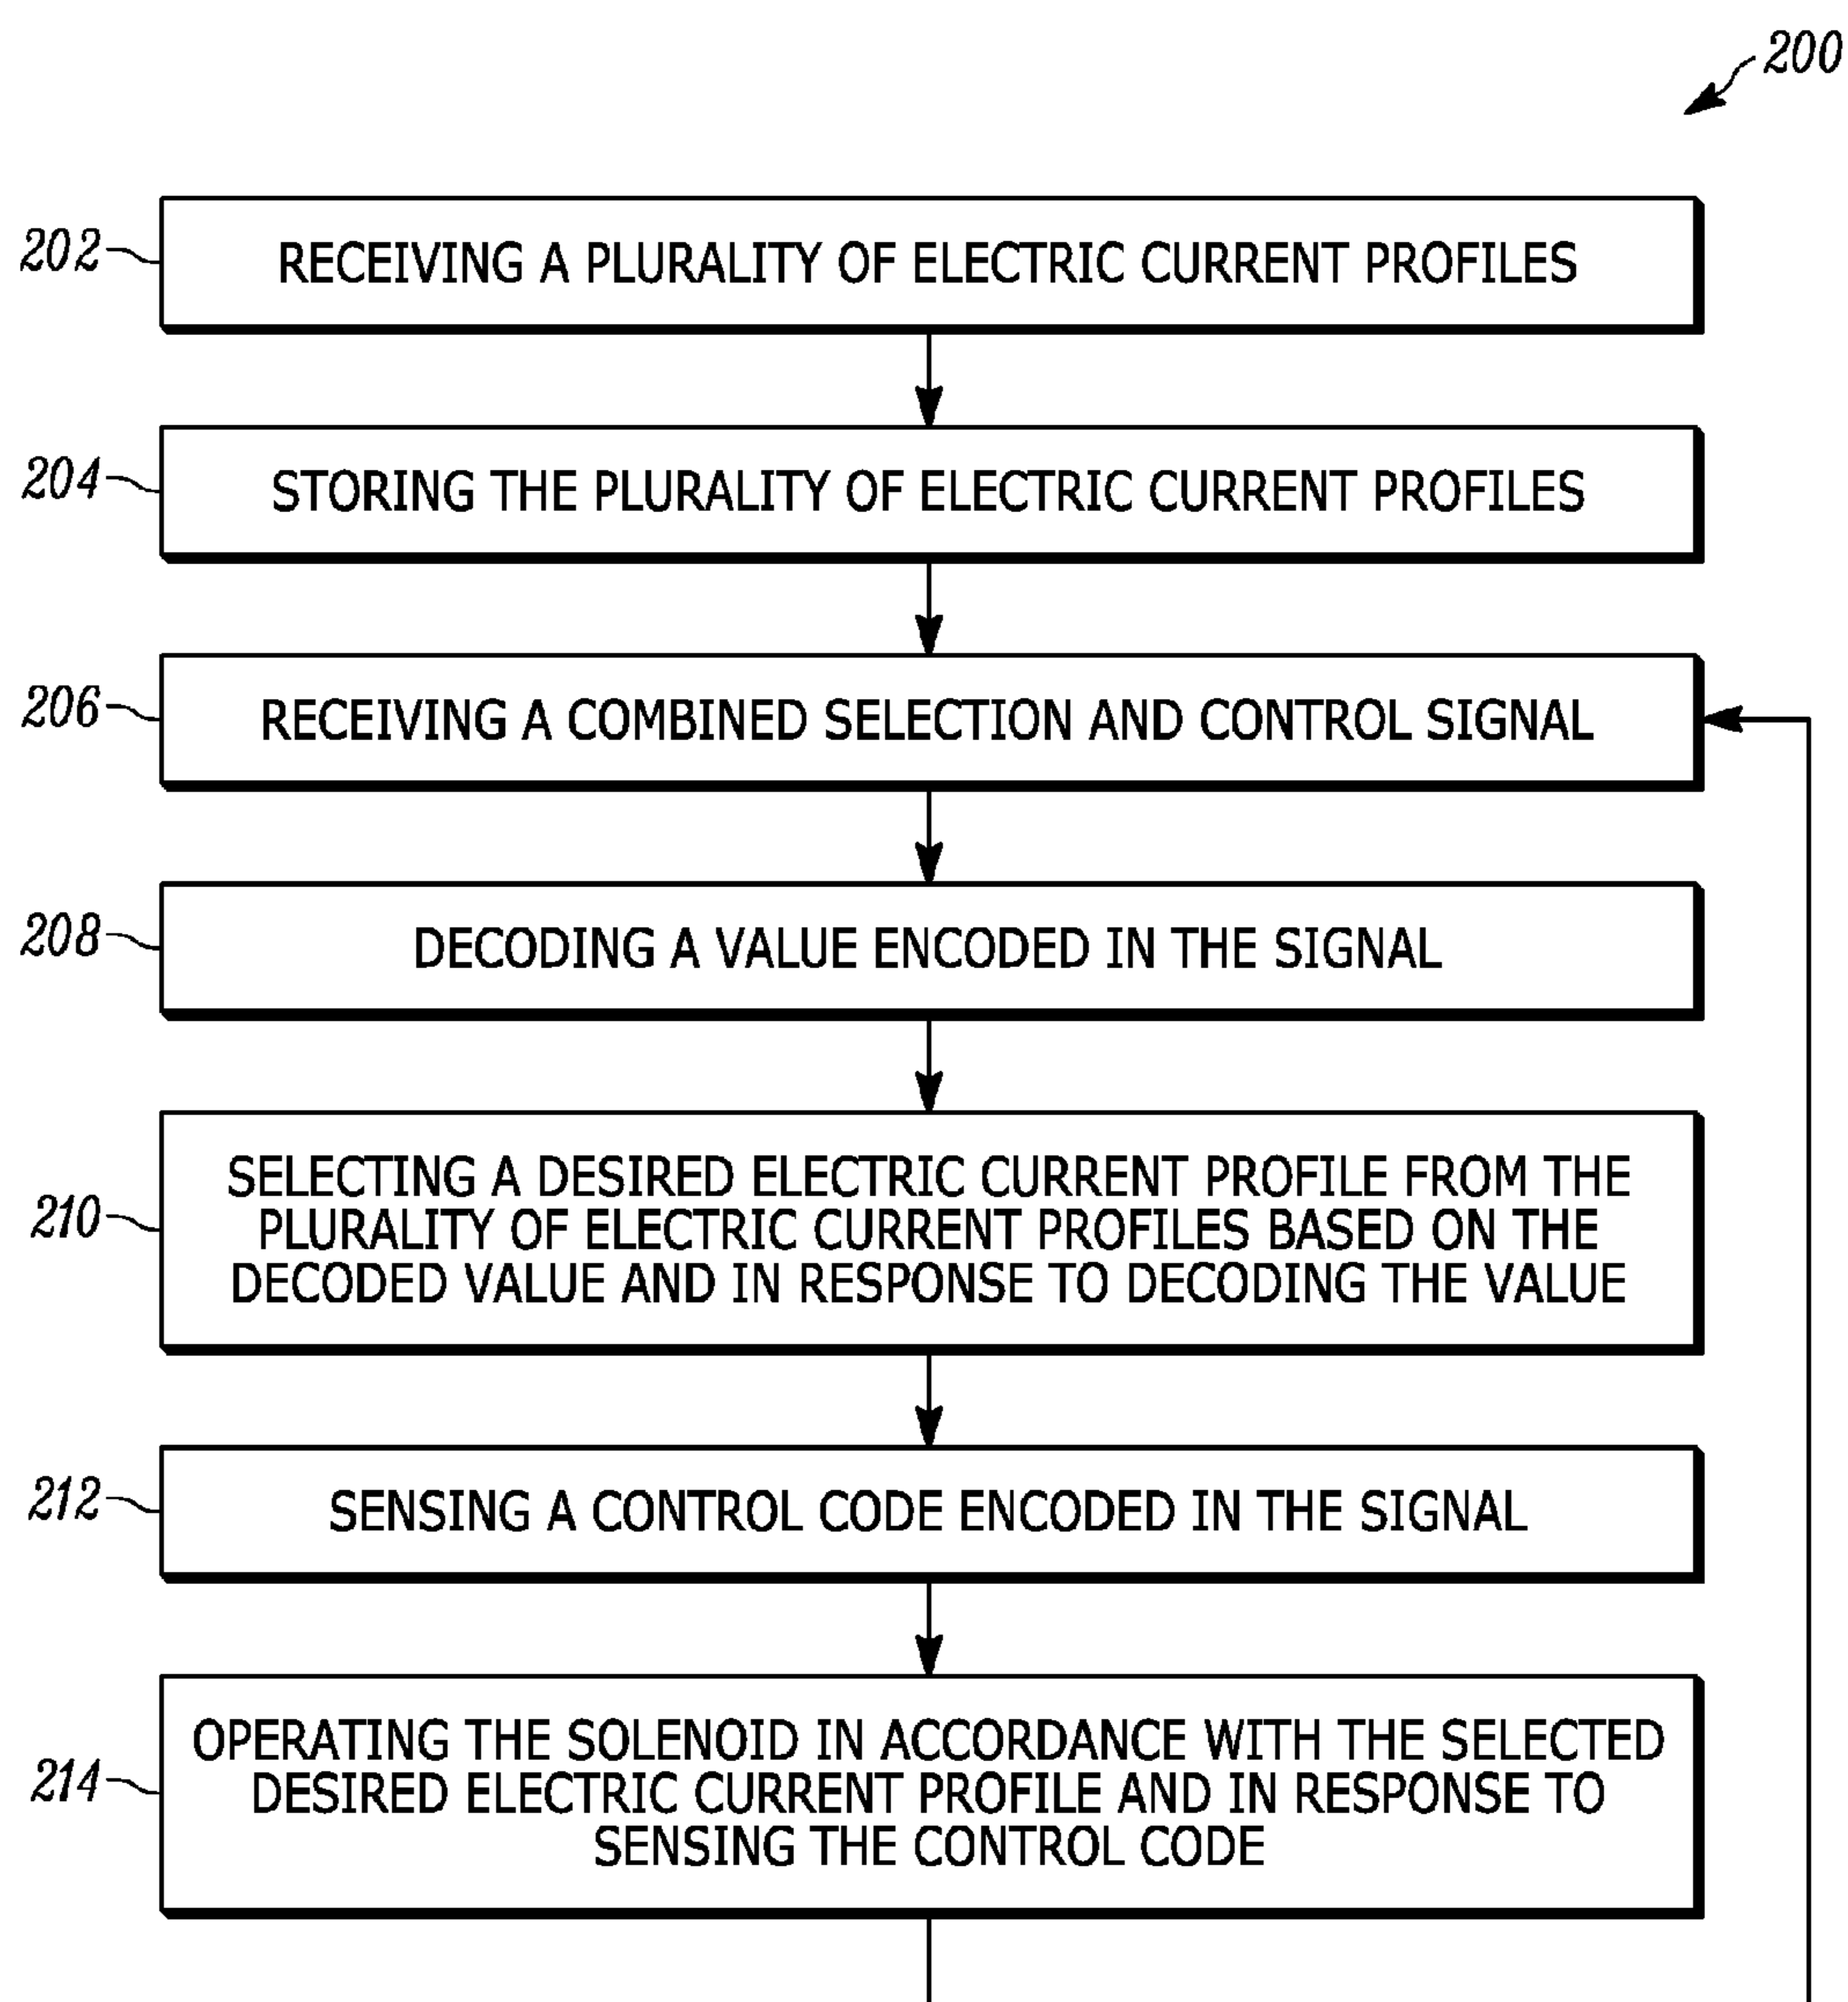 200
202
RECEIVING A PLURALITY OF ELECTRIC CURRENT PROFILES
204
STORING THE PLURALITY OF ELECTRIC CURRENT PROFILES
206
RECEIVING A COMBINED SELECTION AND CONTROL SIGNAL
208
DECODING A VALUE ENCODED IN THE SIGNAL
210
SELECTING A DESIRED ELECTRIC CURRENT PROFILE FROM THE
PLURALITY OF ELECTRIC CURRENT PROFILES BASED ON THE
DECODED VALUE AND IN RESPONSE TO DECODING THE VALUE
212
SENSING A CONTROL CODE ENCODED IN THE SIGNAL
214
OPERATING THE SOLENOID IN ACCORDANCE WITH THE SELECTED
DESIRED ELECTRIC CURRENT PROFILE AND IN RESPONSE TO
SENSING THE CONTROL CODE